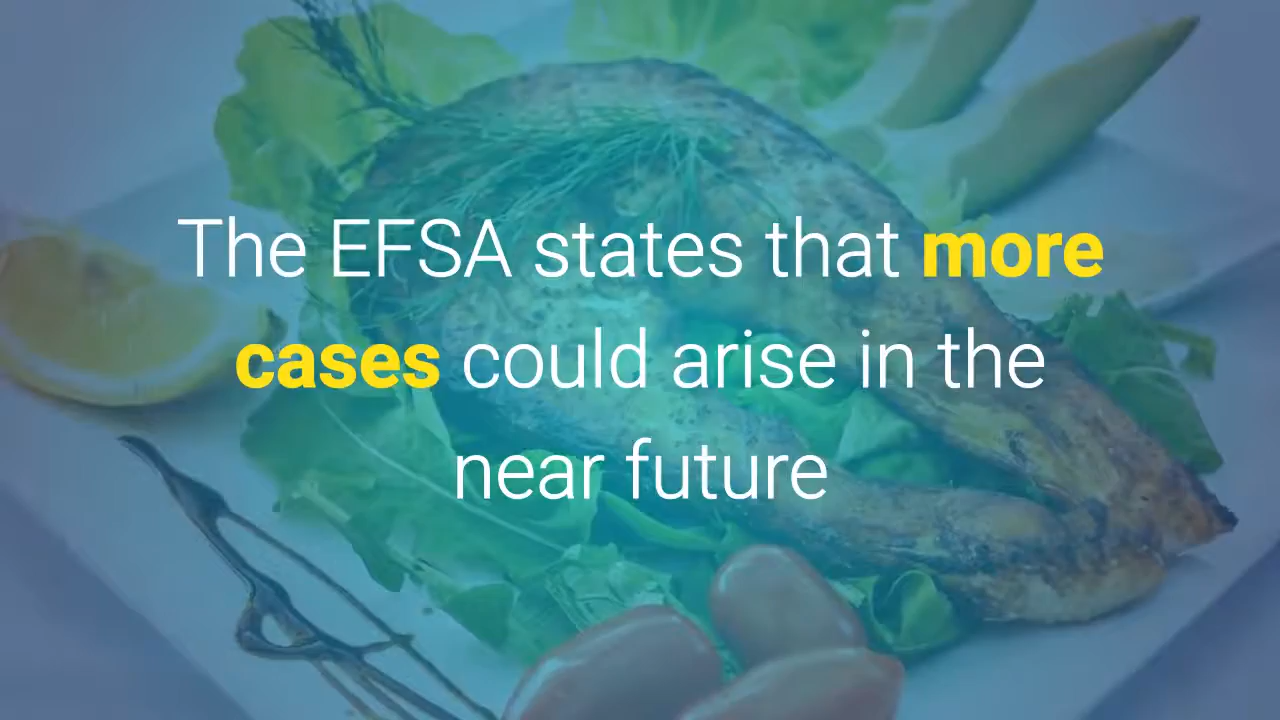 The EFSA states that more
cases could arise in the
near future